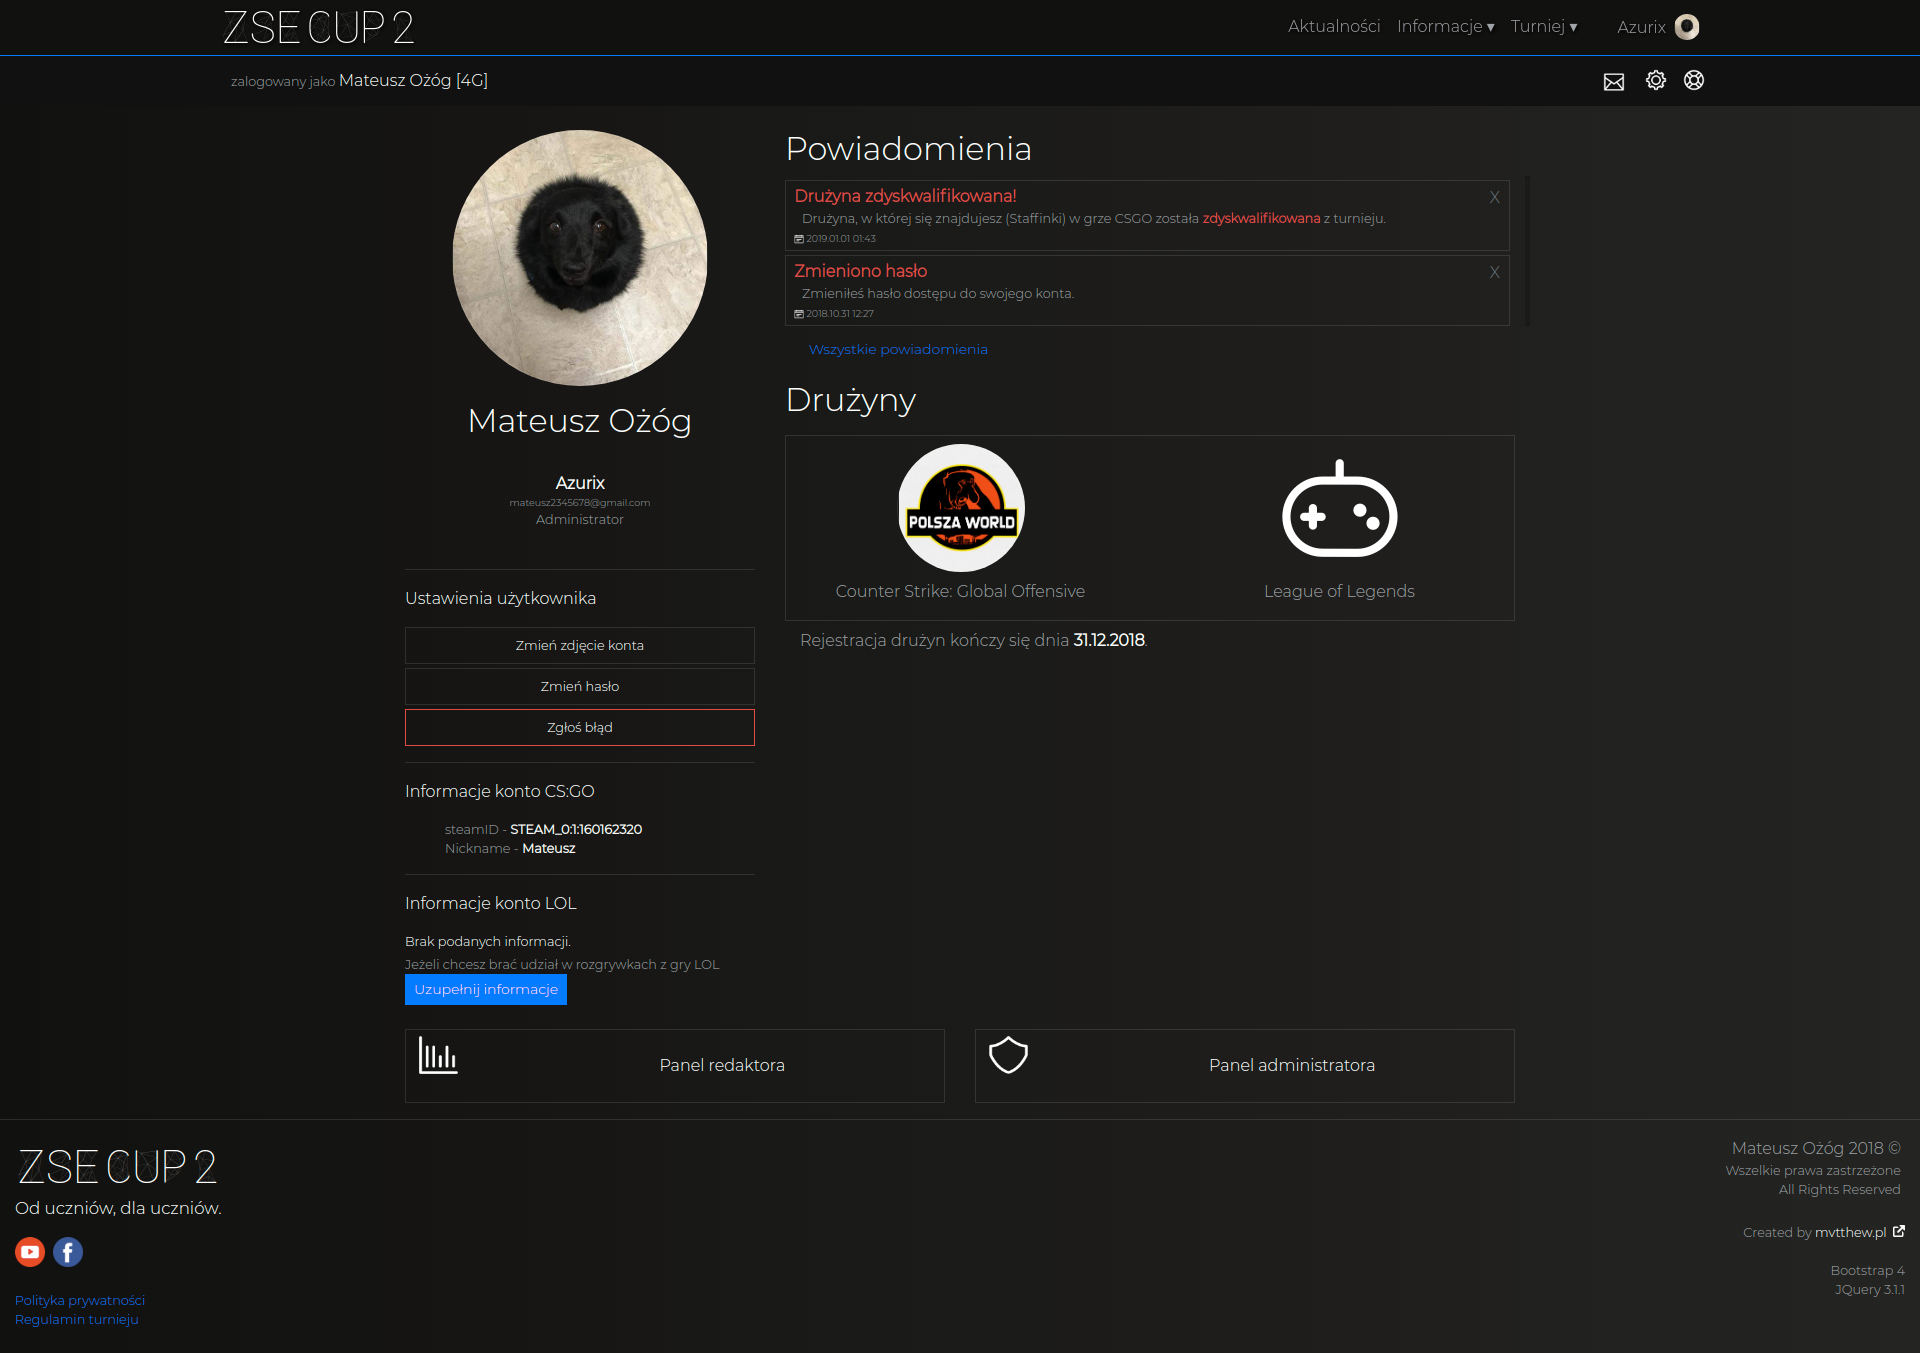 ZSE CUP 2
Aktualności Informacje ▾ Turniej ▾ Azurix
zalogowany jako Mateusz Ożóg [4G]
Mateusz Ożóg
Azurix
mateusz2345678@gmail.com
Administrator
Ustawienia użytkownika
Zmień zdjęcie konta
Zmień hasło
Zgłoś błąd
Informacje konto CS:GO
steamID - STEAM_0:1:160162320
Nickname - Mateusz
Informacje konto LOL
Brak podanych informacji.
Jeżeli chcesz brać udział w rozgrywkach z gry LOL
Uzupełnij informacje
Powiadomienia
Drużyna zdyskwalifikowana! X
Drużyna, w której się znajdujesz (Staffinki) w grze CSGO została zdyskwalifikowana z turnieju.
2019.01.01 01:43
Zmieniono hasło X
Zmieniłeś hasło dostępu do swojego konta.
2018.10.31 12:27
Wszystkie powiadomienia
Drużyny
POLSZA WORLD
Counter Strike: Global Offensive
League of Legends
Rejestracja drużyn kończy się dnia 31.12.2018.
Panel redaktora
Panel administratora
ZSE CUP 2
Od uczniów, dla uczniów.
Polityka prywatności
Regulamin turnieju
Mateusz Ożóg 2018 ©
Wszelkie prawa zastrzeżone
All Rights Reserved
Created by mvtthew.pl
Bootstrap 4
JQuery 3.1.1